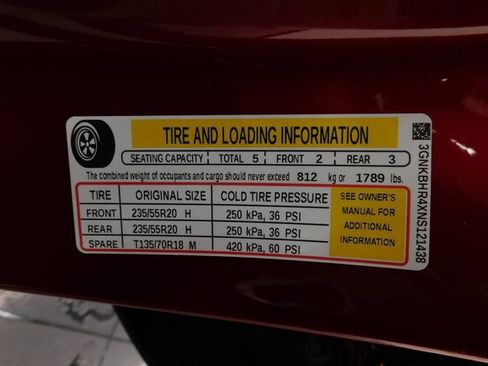 TIRE AND LOADING INFORMATION
SEATING CAPACITY TOTAL 5 FRONT 2 REAR 3
The combined weight of occupants and cargo should never exceed 812 kg or 1789 lbs.
TIRE ORIGINAL SIZE COLD TIRE PRESSURE
FRONT 235/55R20 H 250 kPa, 36 PSI
REAR 235/55R20 H 250 kPa, 36 PSI
SPARE T135/70R18 M 420 kPa, 60 PSI
SEE OWNER'S
MANUAL FOR
ADDITIONAL
INFORMATION
3GNKBHR4XNS121438